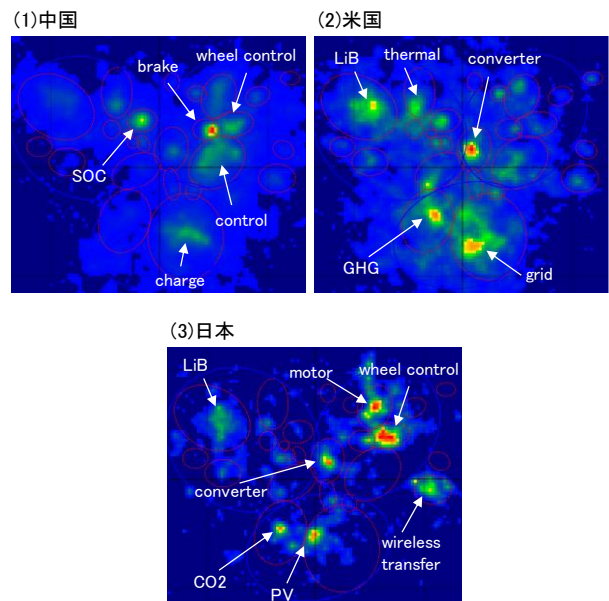 (1)中国
wheel control
brake
SOC
control
charge
(2)米国
LiB
thermal
converter
GHG
grid
(3)日本
LiB
motor
wheel control
converter
wireless
transfer
CO2
PV